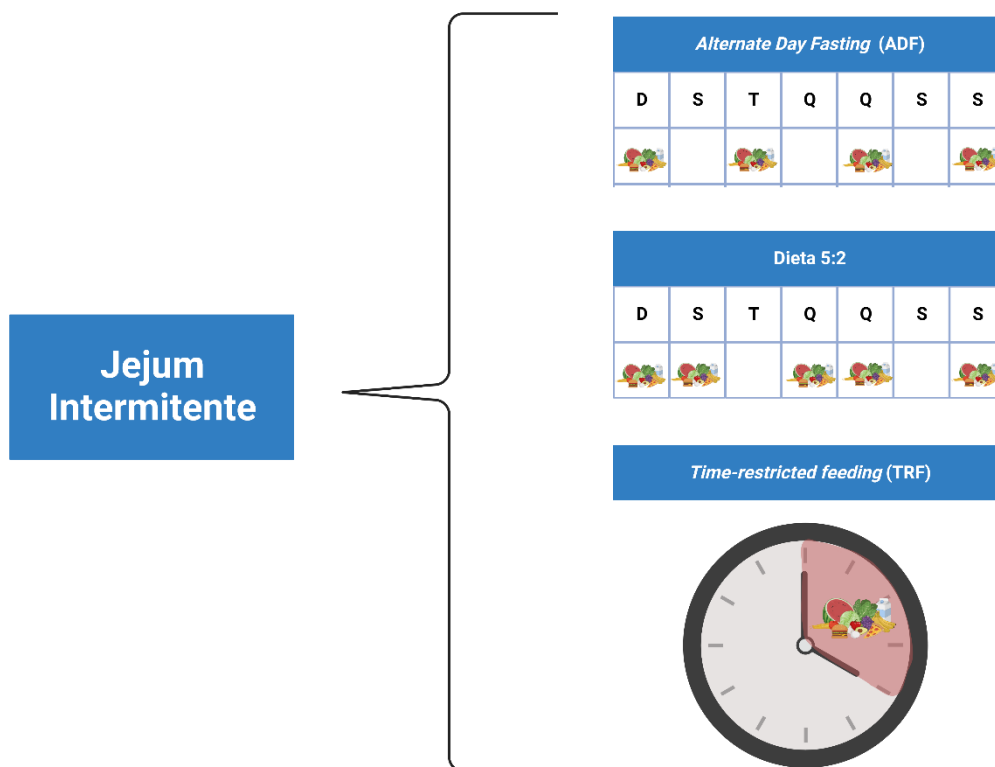 Jejum
Intermitente
Alternate Day Fasting (ADF)
D S T Q Q S S
Dieta 5:2
D S T Q Q S S
Time-restricted feeding (TRF)